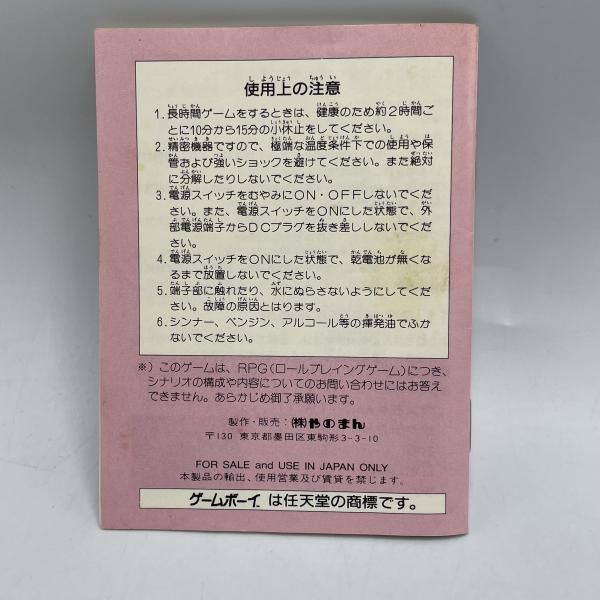 使用上の注意
1. 長時間ゲームをするときは、健康のため約2時間ご
とに10分から15分の小休止をしてください。
2. 精密機器ですので、極端な温度条件下での使用や保
管および強いショックを避けてください。また絶対
に分解したりしないでください。
3. 電源スイッチをむやみにON・OFFしないでくだ
さい。また、電源スイッチをONにした状態で、外
部電源端子からDCプラグを抜き差ししないでくださ
い。
4. 電源スイッチをONにした状態で、乾電池が無くな
るまで放置しないでください。
5. 端子部に触れたり、水にぬらさないようにしてくだ
さい。故障の原因とはります。
6. シンナー、ベンジン、アルコール等の揮発油でふか
ないでください。
※）このゲームは、RPG(ロールプレイングゲーム)につき、
シナリオの構成や内容についてのお問い合わせにはお答え
できません。あらかじめ御了承願います。
製作・販売：㈱やのまん
〒130 東京都墨田区東駒形3-3-10
FOR SALE and USE IN JAPAN ONLY
本製品の輸出、使用営業及び賃貸を禁じます。
ゲームボーイ は任天堂の商標です。